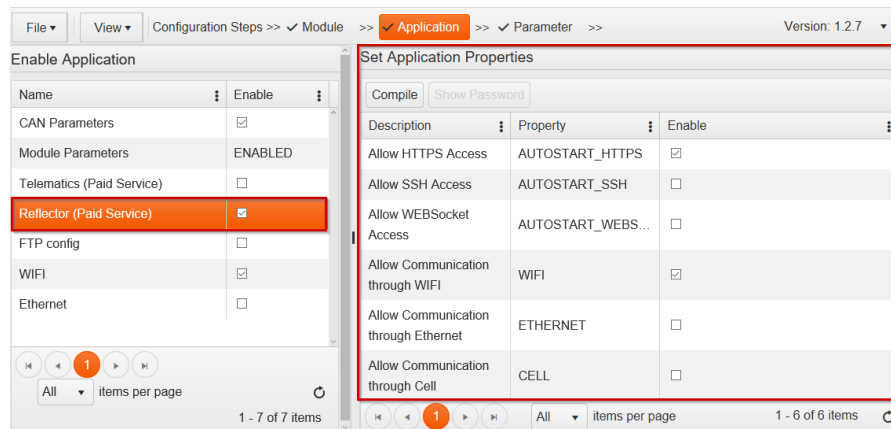 File ▾ View ▾ Configuration Steps >> ✓ Module >> ✓ Application >> ✓ Parameter >> Version: 1.2.7
Enable Application
Name Enable
CAN Parameters
Module Parameters ENABLED
Telematics (Paid Service)
Reflector (Paid Service)
FTP config
WIFI
Ethernet
1
All items per page
1 - 7 of 7 items
Set Application Properties
Compile Show Password
Description Property Enable
Allow HTTPS Access AUTOSTART_HTTPS
Allow SSH Access AUTOSTART_SSH
Allow WEBSocket
Access AUTOSTART_WEBS...
Allow Communication
through WIFI WIFI
Allow Communication
through Ethernet ETHERNET
Allow Communication
through Cell CELL
1 All items per page 1 - 6 of 6 items